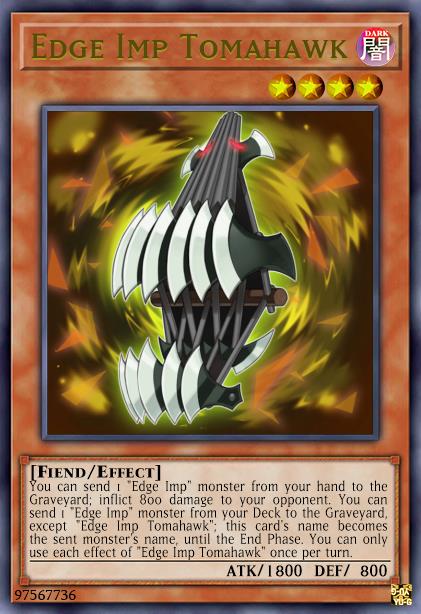 EDGE IMP TOMAHAWK
DARK
闇
[FIEND/EFFECT]
You can send 1 "Edge Imp" monster from your hand to the
Graveyard; inflict 800 damage to your opponent. You can
send 1 "Edge Imp" monster from your Deck to the Graveyard,
except "Edge Imp Tomahawk"; this card's name becomes
the sent monster's name, until the End Phase. You can only
use each effect of "Edge Imp Tomahawk" once per turn.
ATK/1800 DEF/ 800
97567736